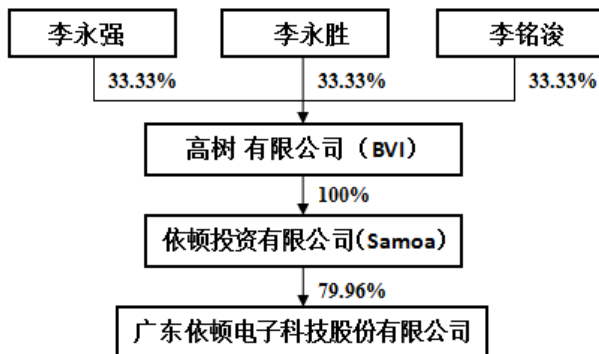 李永强 李永胜 李铭浚
33.33% 33.33% 33.33%
高树 有限公司（BVI）
100%
依顿投资有限公司(Samoa)
79.96%
广东依顿电子科技股份有限公司